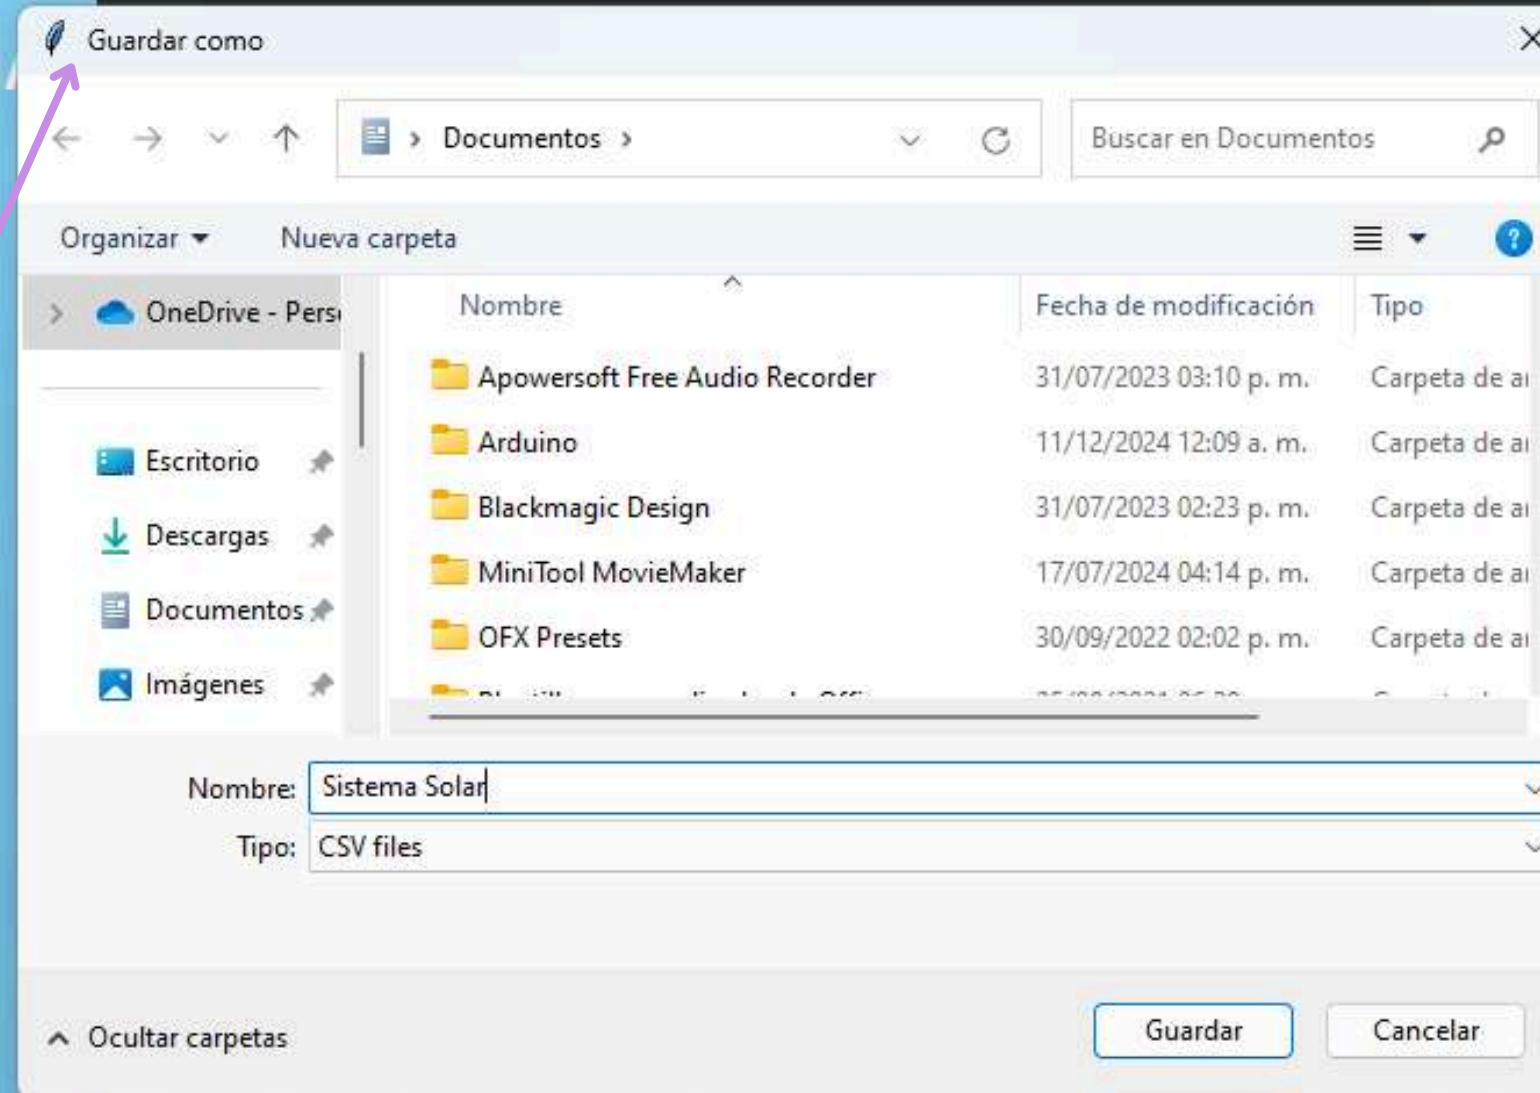 Guardar como
Documentos
Buscar en Documentos
Organizar
Nueva carpeta
?
OneDrive - Pers
Nombre Fecha de modificación Tipo
Apowersoft Free Audio Recorder 31/07/2023 03:10 p. m. Carpeta de a
Arduino 11/12/2024 12:09 a. m. Carpeta de a
Escritorio
Blackmagic Design 31/07/2023 02:23 p. m. Carpeta de a
Descargas
MiniTool MovieMaker 17/07/2024 04:14 p. m. Carpeta de a
Documentos
OFX Presets 30/09/2022 02:02 p. m. Carpeta de a
Imágenes
Nombre: Sistema Solar
Tipo: CSV files
Ocultar carpetas
Guardar
Cancelar